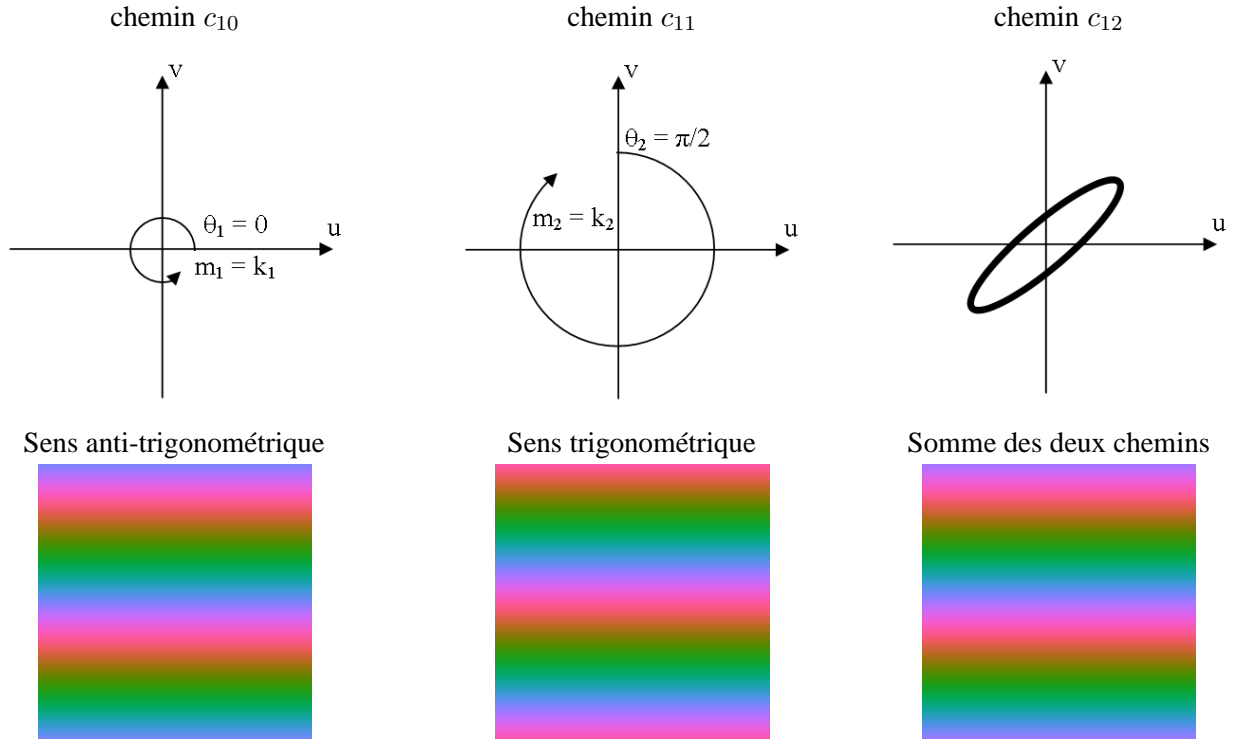 chemin c₁₀ chemin c₁₁ chemin c₁₂
v
u
θ₁ = 0
m₁ = k₁
v
u
θ₂ = π/2
m₂ = k₂
v
u
Sens anti-trigonométrique Sens trigonométrique Somme des deux chemins